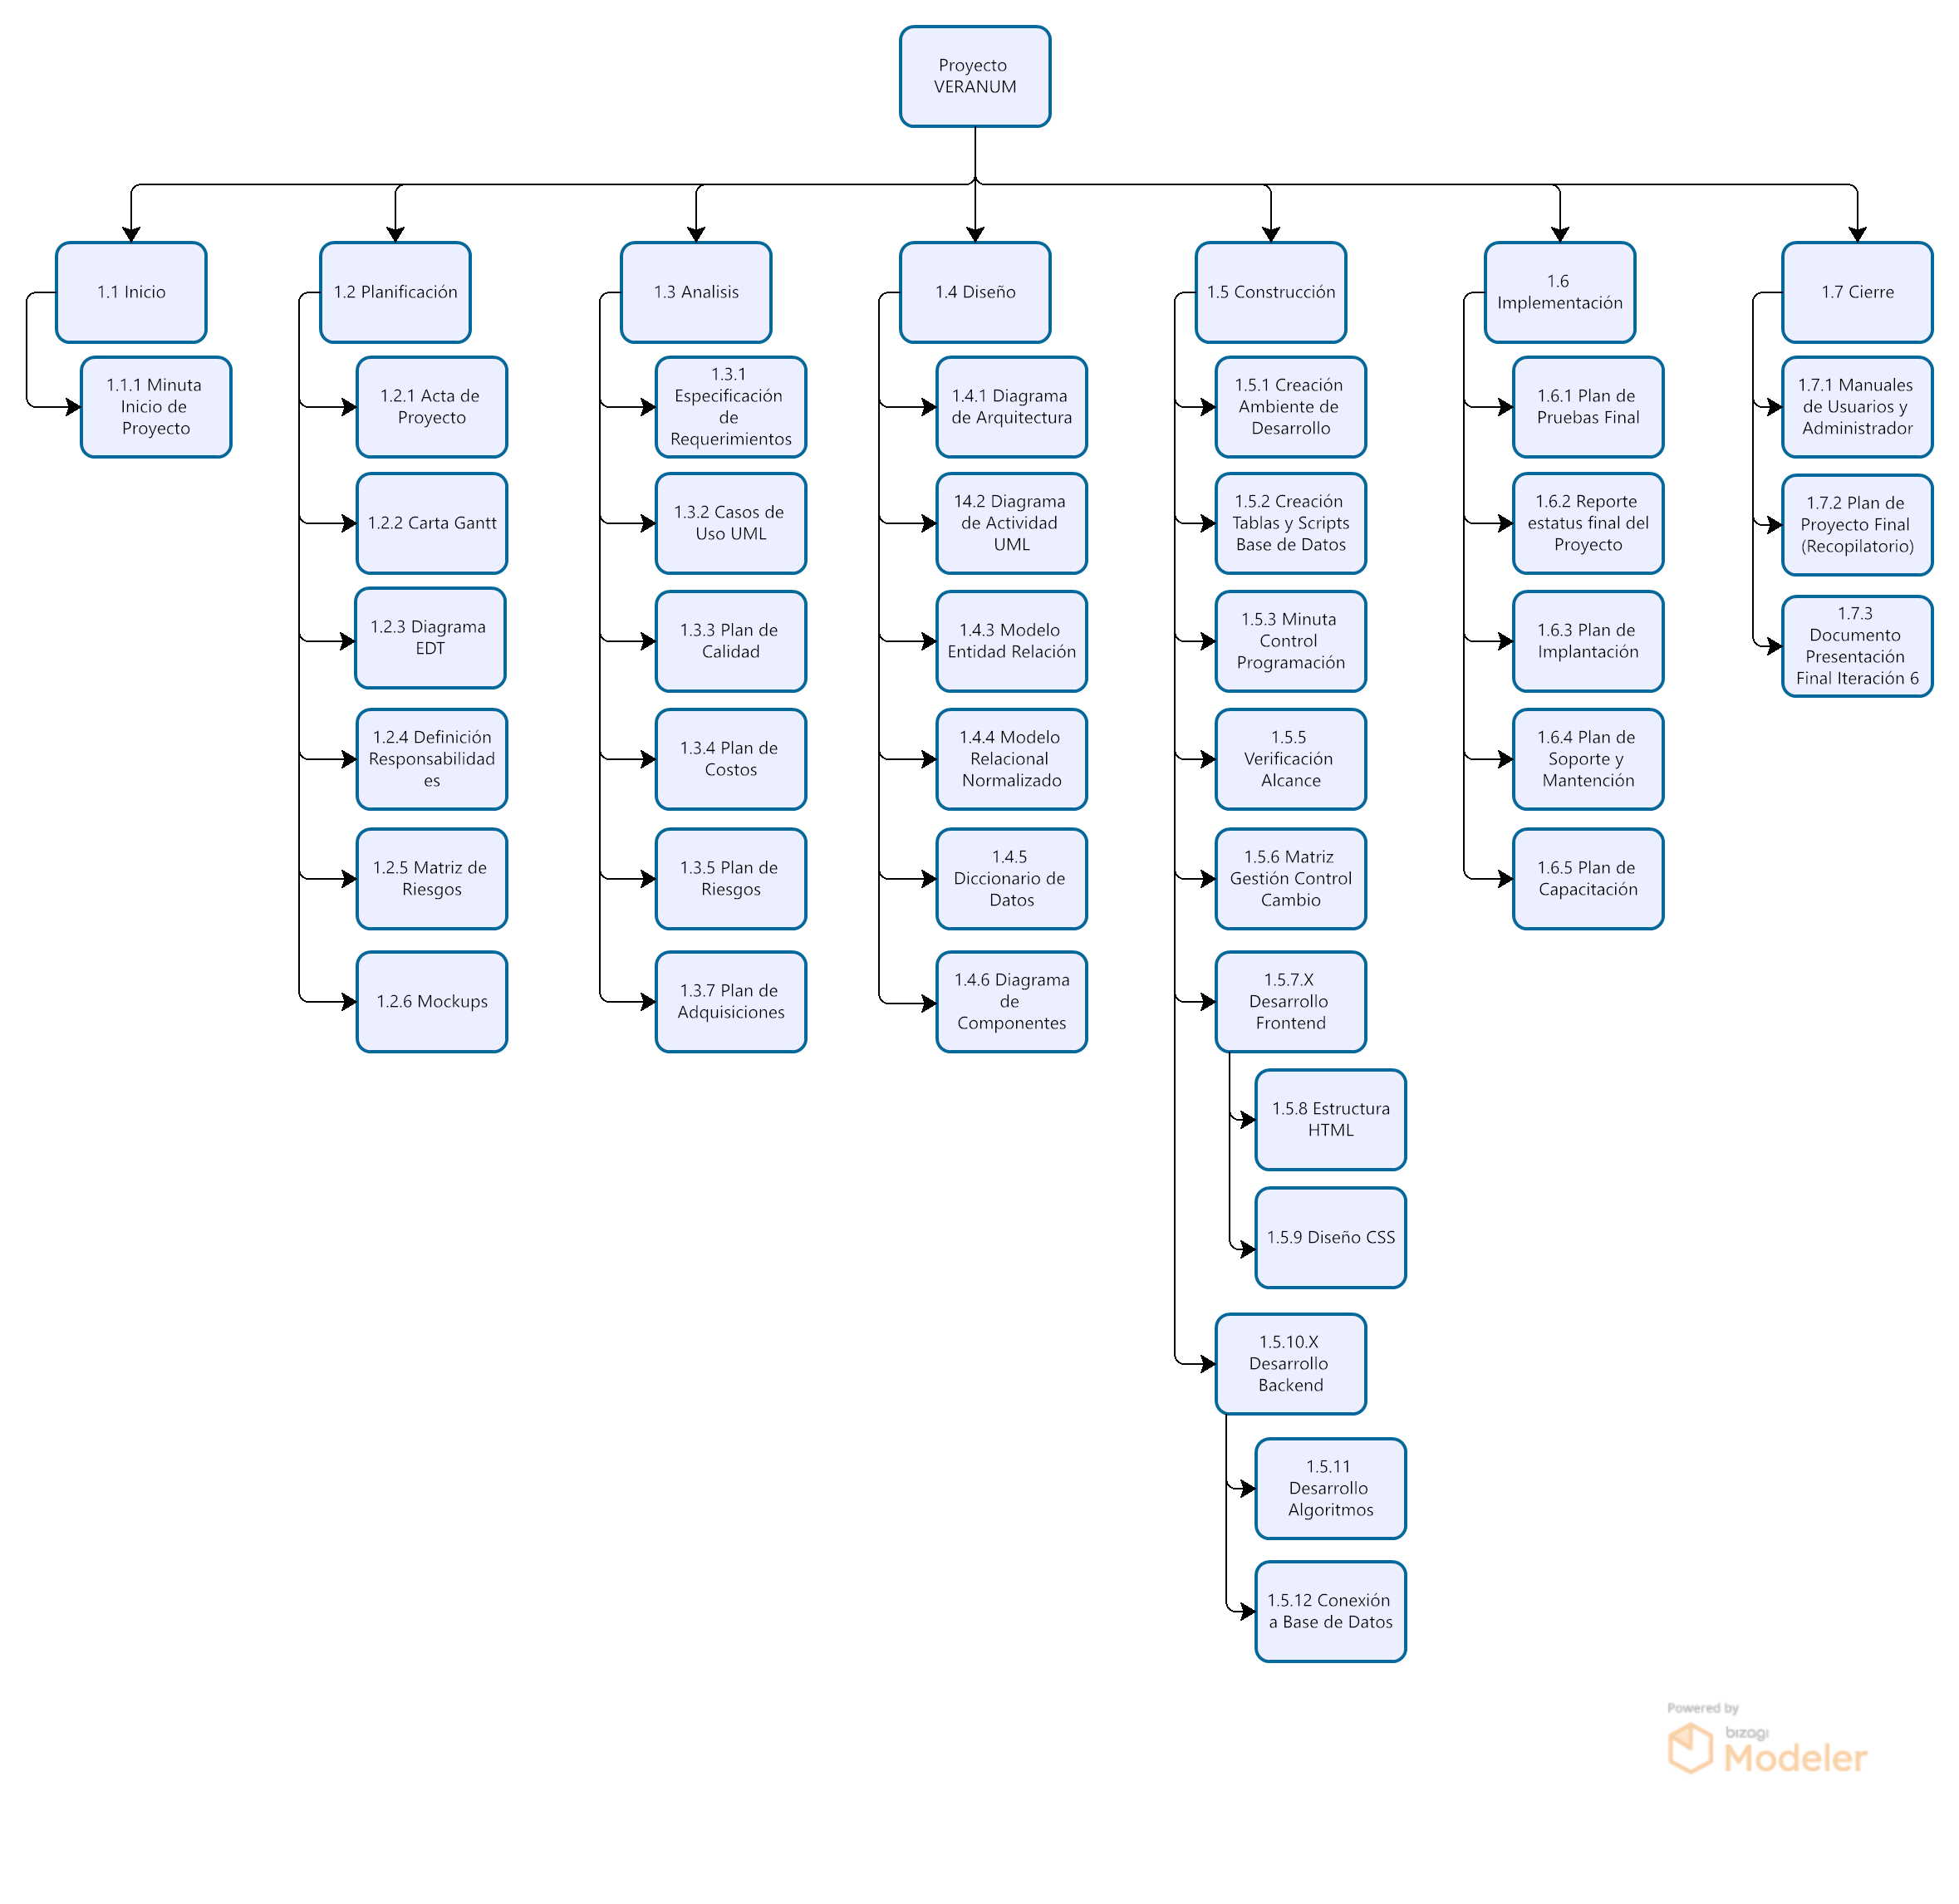 Proyecto
VERANUM
1.1 Inicio
1.1.1 Minuta
Inicio de
Proyecto
1.2 Planificación
1.2.1 Acta de
Proyecto
1.2.2 Carta Gantt
1.2.3 Diagrama
EDT
1.2.4 Definición
Responsabilidad
es
1.2.5 Matriz de
Riesgos
1.2.6 Mockups
1.3 Analisis
1.3.1
Especificación
de
Requerimientos
1.3.2 Casos de
Uso UML
1.3.3 Plan de
Calidad
1.3.4 Plan de
Costos
1.3.5 Plan de
Riesgos
1.3.7 Plan de
Adquisiciones
1.4 Diseño
1.4.1 Diagrama
de Arquitectura
14.2 Diagrama
de Actividad
UML
1.4.3 Modelo
Entidad Relación
1.4.4 Modelo
Relacional
Normalizado
1.4.5
Diccionario de
Datos
1.4.6 Diagrama
de
Componentes
1.5 Construcción
1.5.1 Creación
Ambiente de
Desarrollo
1.5.2 Creación
Tablas y Scripts
Base de Datos
1.5.3 Minuta
Control
Programación
1.5.5
Verificación
Alcance
1.5.6 Matriz
Gestión Control
Cambio
1.5.7.X
Desarrollo
Frontend
1.5.8 Estructura
HTML
1.5.9 Diseño CSS
1.5.10.X
Desarrollo
Backend
1.5.11
Desarrollo
Algoritmos
1.5.12 Conexión
a Base de Datos
1.6
Implementación
1.6.1 Plan de
Pruebas Final
1.6.2 Reporte
estatus final del
Proyecto
1.6.3 Plan de
Implantación
1.6.4 Plan de
Soporte y
Mantención
1.6.5 Plan de
Capacitación
1.7 Cierre
1.7.1 Manuales
de Usuarios y
Administrador
1.7.2 Plan de
Proyecto Final
(Recopilatorio)
1.7.3
Documento
Presentación
Final Iteración 6
Powered by
bizagi
Modeler